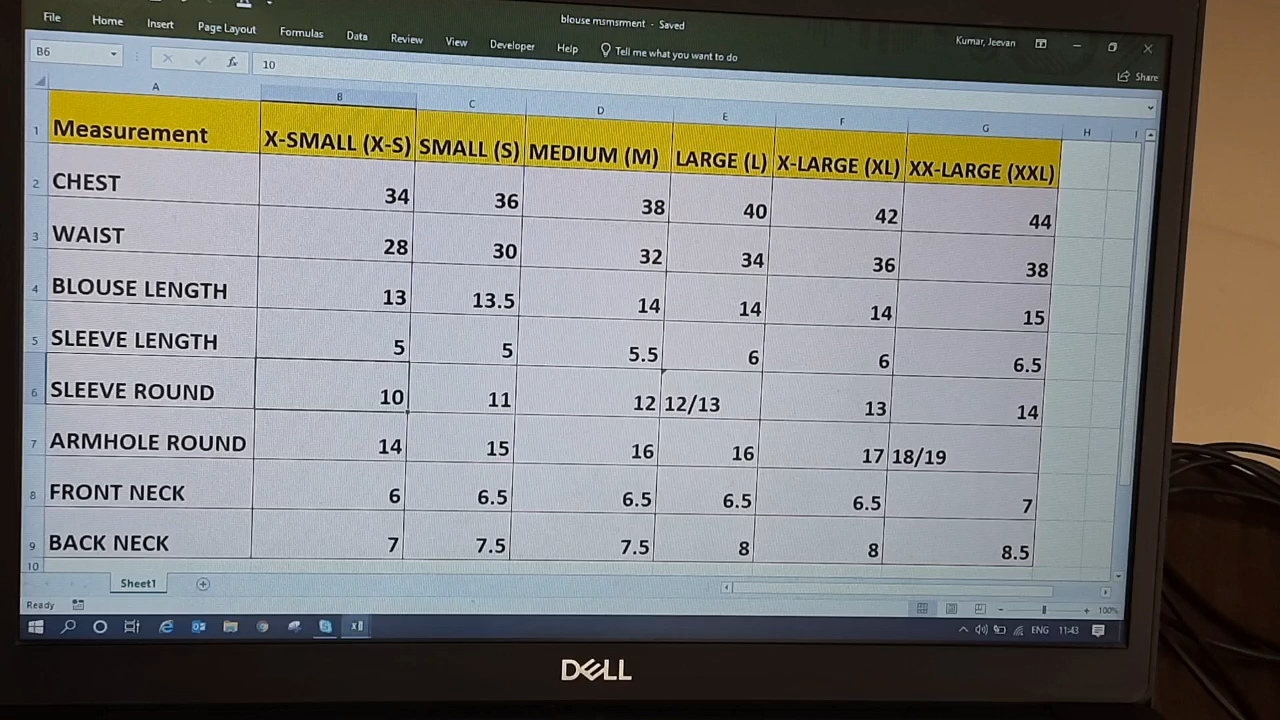 blouse msmsrment - Saved
Kumar, Jeevan
File Home Insert Page Layout Formulas Data Review View Developer Help Tell me what you want to do
Share
B6 fx 10
A B C D E F G H I
1 Measurement X-SMALL (X-S) SMALL (S) MEDIUM (M) LARGE (L) X-LARGE (XL) XX-LARGE (XXL)
2 CHEST 34 36 38 40 42 44
3 WAIST 28 30 32 34 36 38
4 BLOUSE LENGTH 13 13.5 14 14 14 15
5 SLEEVE LENGTH 5 5 5.5 6 6 6.5
6 SLEEVE ROUND 10 11 12 12/13 13 14
7 ARMHOLE ROUND 14 15 16 16 17 18/19
8 FRONT NECK 6 6.5 6.5 6.5 6.5 7
9 BACK NECK 7 7.5 7.5 8 8 8.5
10
Sheet1
Ready 100%
ENG 11:43
DELL